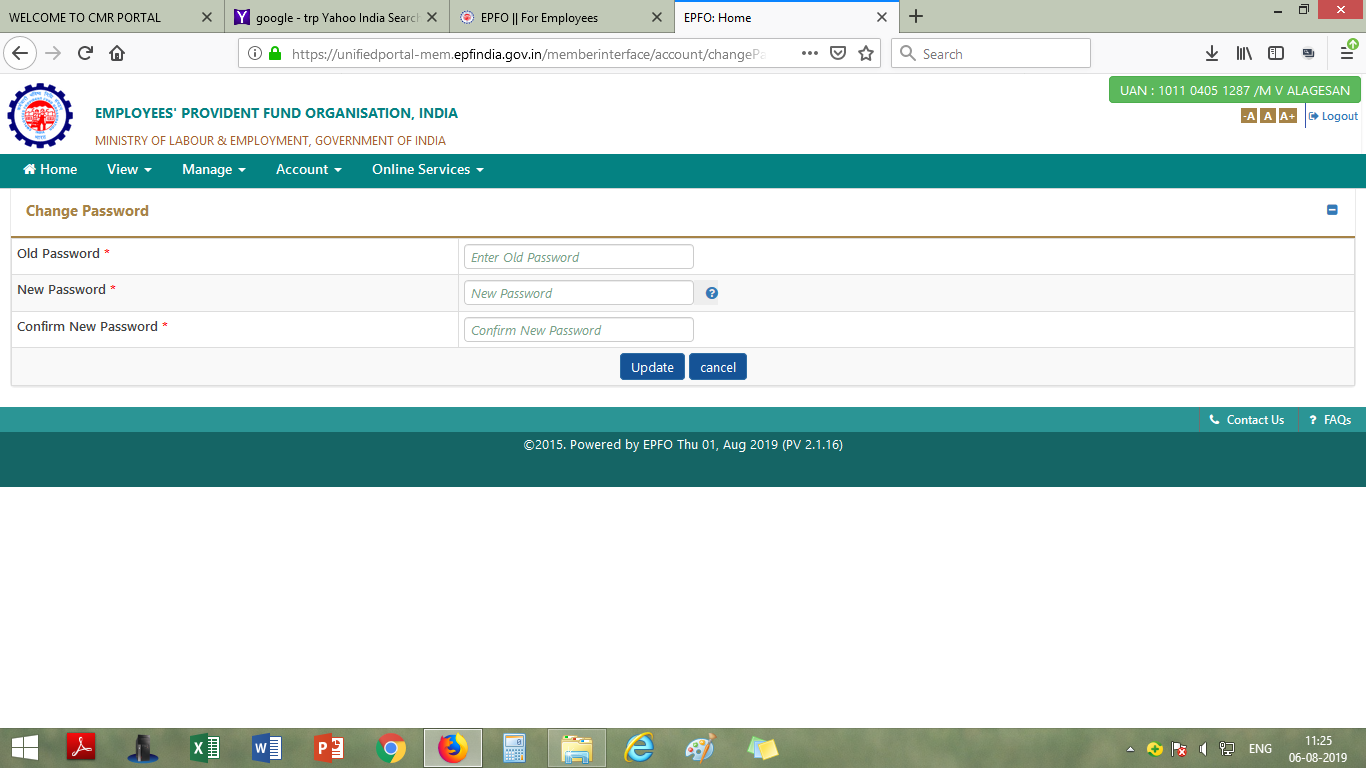 WELCOME TO CMR PORTAL
google - trp Yahoo India Search
EPFO || For Employees
EPFO: Home
https://unifiedportal-mem.epfindia.gov.in/memberinterface/account/changePa
Search
UAN : 1011 0405 1287 /M V ALAGESAN
EMPLOYEES' PROVIDENT FUND ORGANISATION, INDIA
-A A A+ Logout
MINISTRY OF LABOUR & EMPLOYMENT, GOVERNMENT OF INDIA
Home View Manage Account Online Services
Change Password
Old Password * Enter Old Password
New Password * New Password ?
Confirm New Password * Confirm New Password
Update cancel
Contact Us ? FAQs
©2015. Powered by EPFO Thu 01, Aug 2019 (PV 2.1.16)
ENG 11:25
06-08-2019